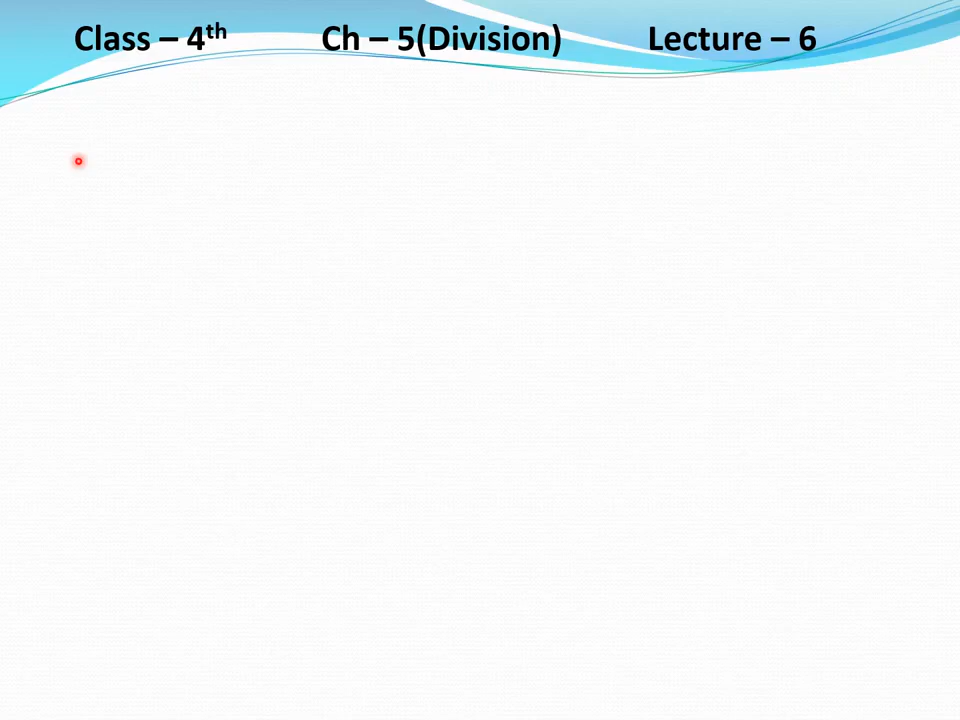 Class – 4th Ch – 5(Division) Lecture – 6